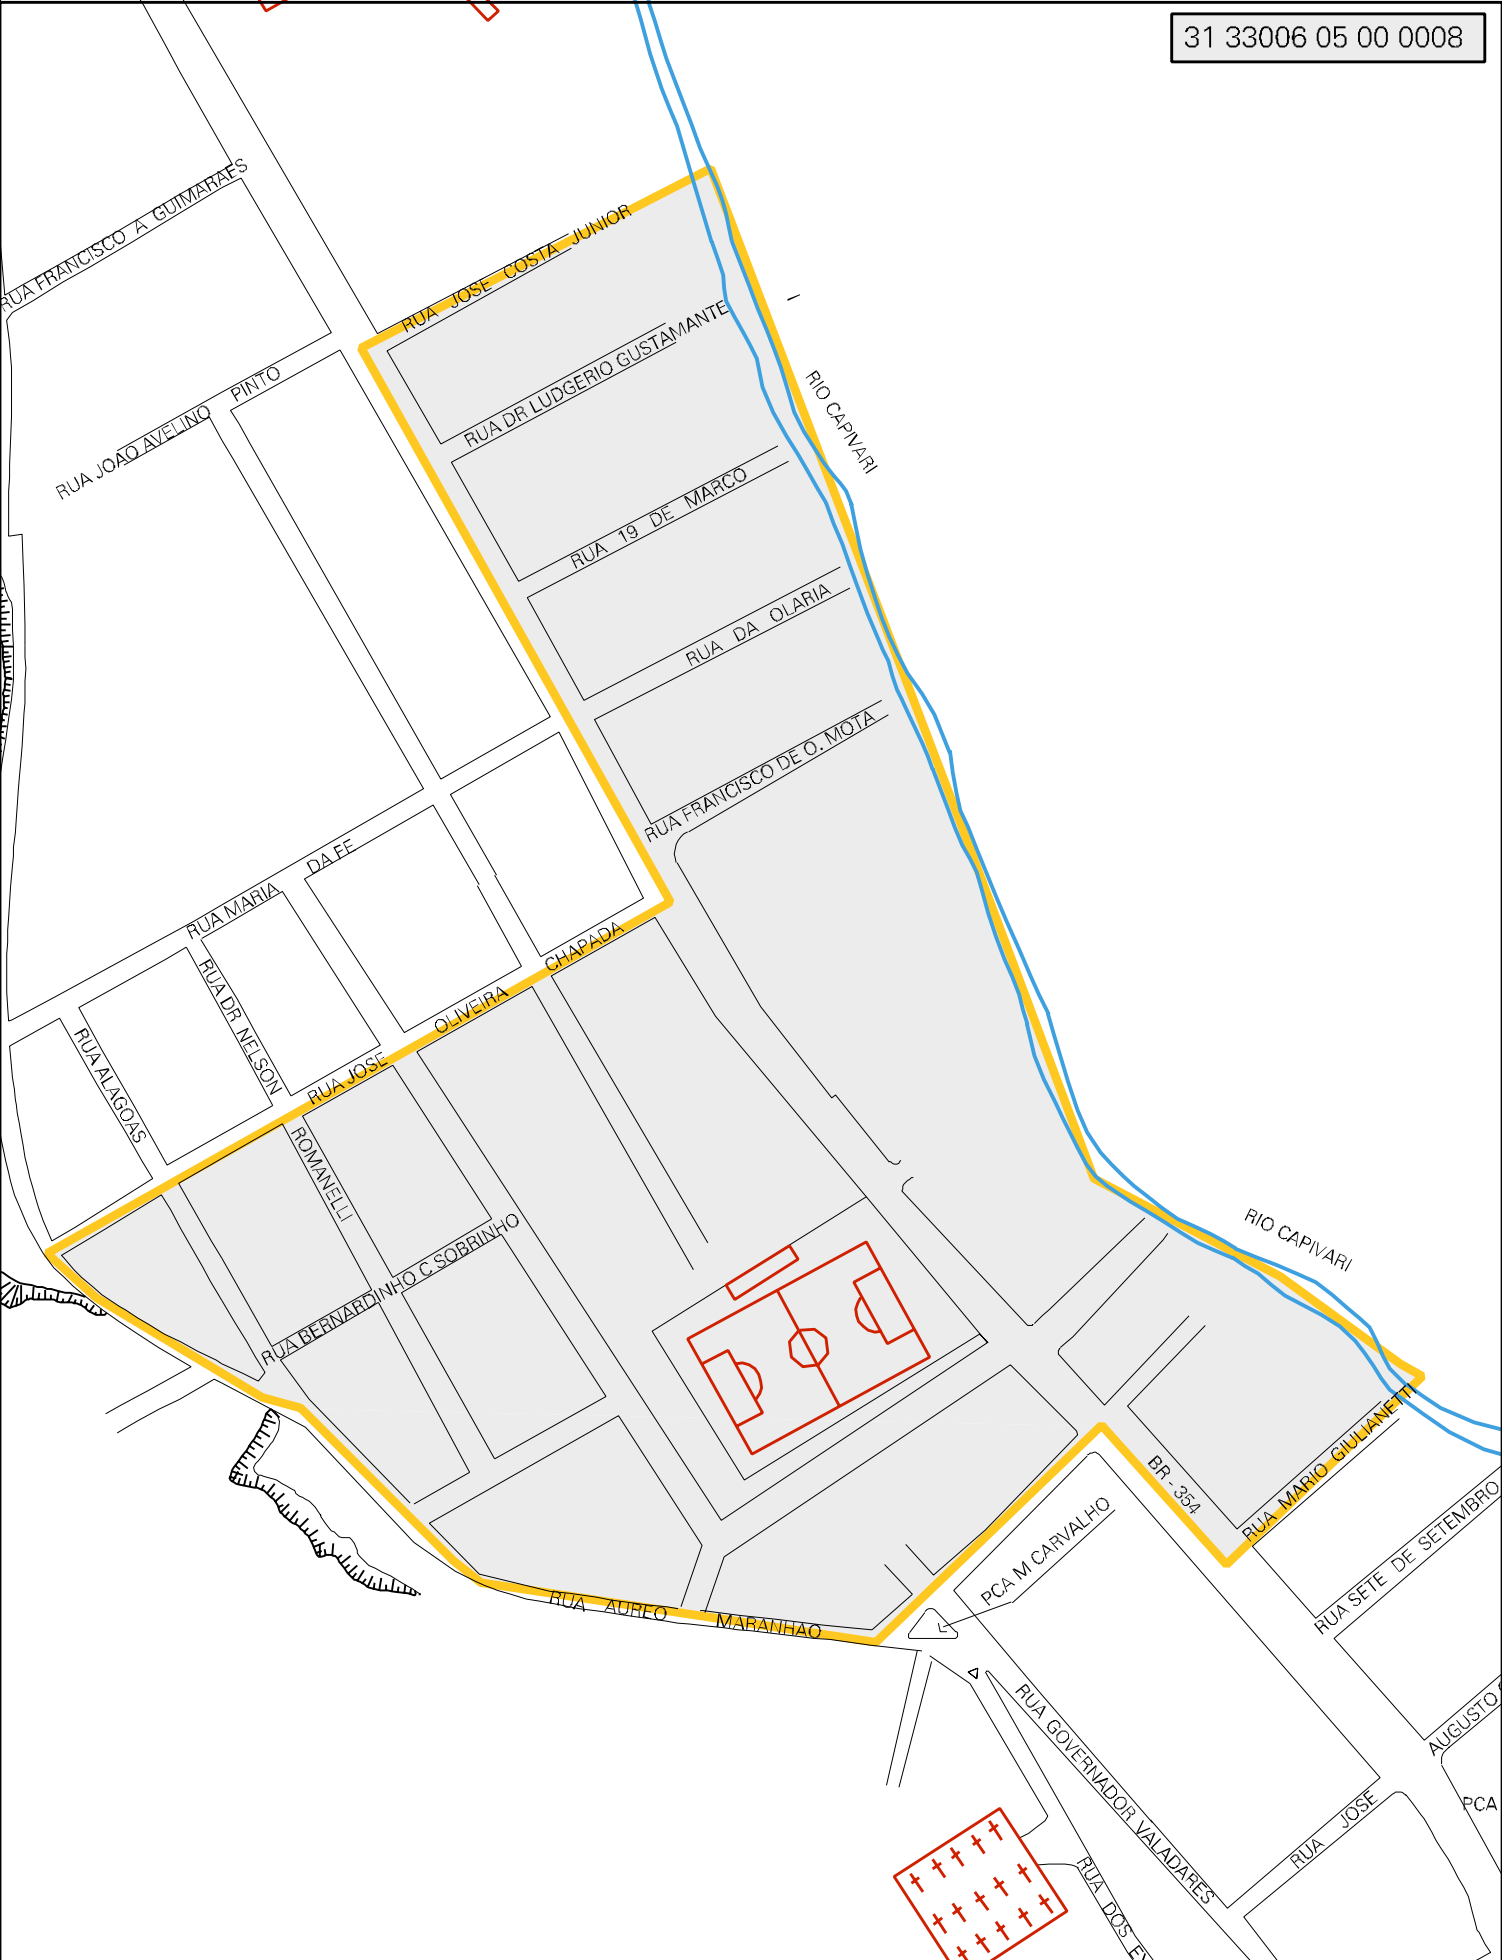 31 33006 05 00 0008
RUA FRANCISCO A GUIMARAES
RUA JOSE COSTA JUNIOR
RUA DR LUDGERIO GUSTAMANTE
I
RIO CAPIVARI
RUA JOAO AVELINO PINTO
RUA 19 DE MARCO
RUA DA OLARIA
RUA FRANCISCO DE O. MOTA
RUA MARIA DA FE
RUA DR NELSON
ROMANELLI
RUA ALAGOAS
RUA JOSE OLIVEIRA CHAPADA
RUA BERNARDINHO C SOBRINHO
RIO CAPIVARI
RUA MARIO GIULIANETTI
BR - 354
PCA M CARVALHO
RUA SETE DE SETEMBRO
RUA AUREO MARANHAO
RUA GOVERNADOR VALADARES
AUGUSTO
PCA
RUA JOSE
RUA DOS